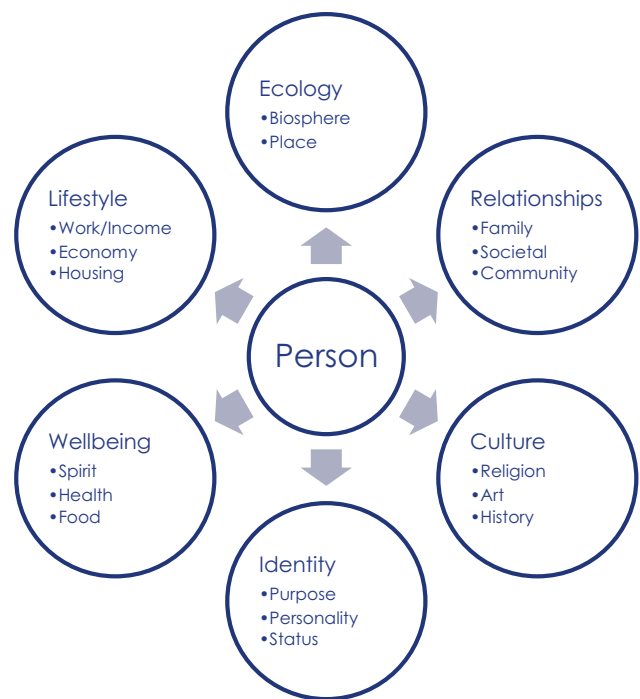 Ecology
•Biosphere
•Place
Lifestyle
•Work/Income
•Economy
•Housing
Relationships
•Family
•Societal
•Community
Person
Wellbeing
•Spirit
•Health
•Food
Culture
•Religion
•Art
•History
Identity
•Purpose
•Personality
•Status